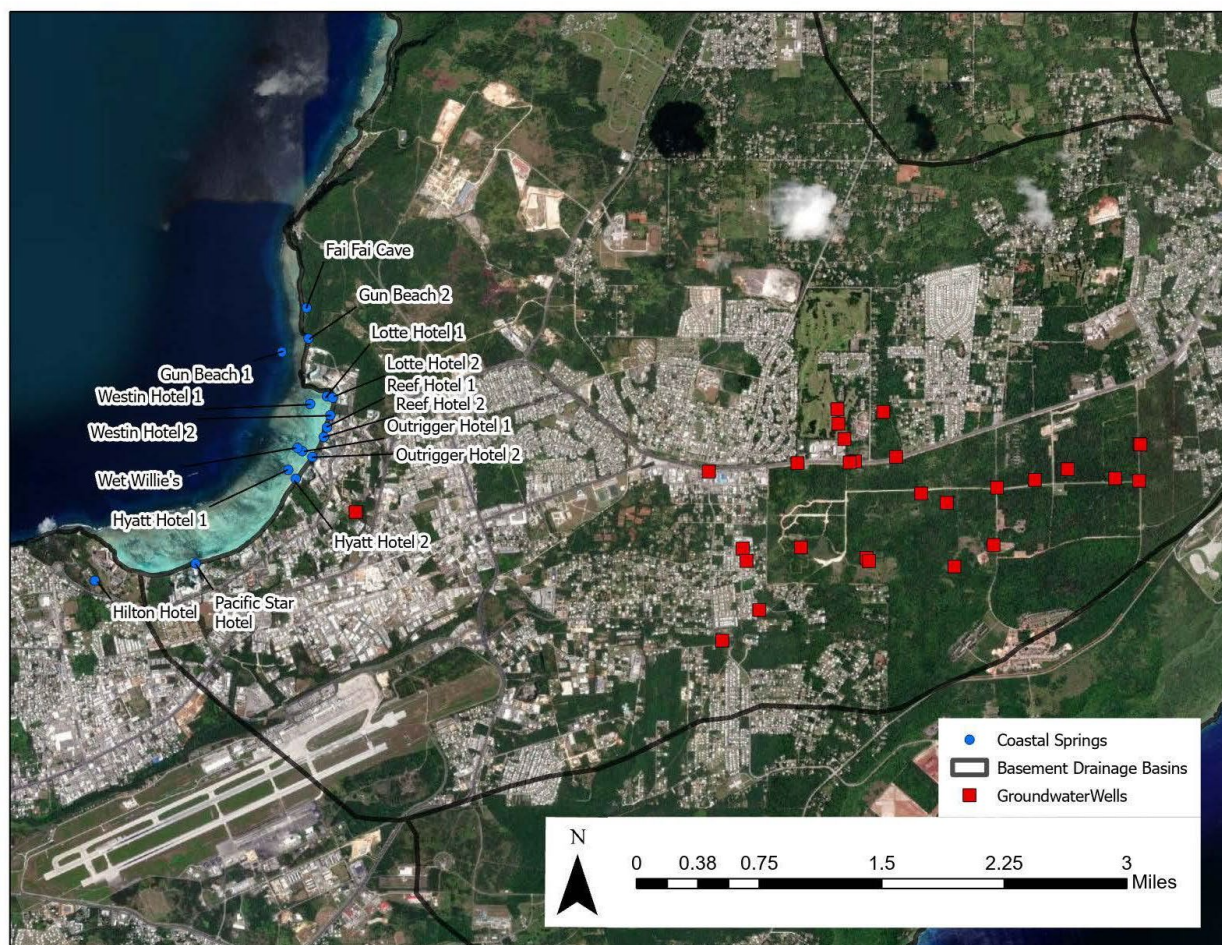 Fai Fai Cave
Gun Beach 2
Lotte Hotel 1
Gun Beach 1
Lotte Hotel 2
Westin Hotel 1
Reef Hotel 1
Reef Hotel 2
Westin Hotel 2
Outrigger Hotel 1
Outrigger Hotel 2
Wet Willie's
Hyatt Hotel 1
Hyatt Hotel 2
Hilton Hotel
Pacific Star
Hotel
Coastal Springs
Basement Drainage Basins
GroundwaterWells
N
0 0.38 0.75 1.5 2.25 3
Miles